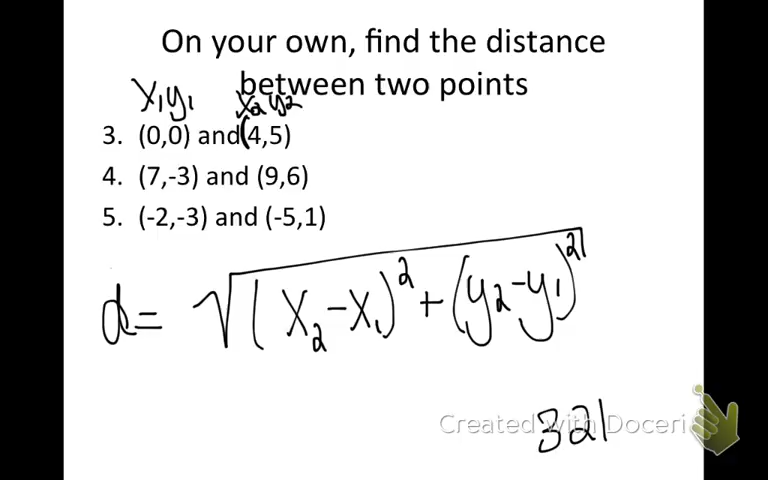 On your own, find the distance
between two points
x₁y₁ x₂y₂
3. (0,0) and (4,5)
4. (7,-3) and (9,6)
5. (-2,-3) and (-5,1)
d = √(x₂-x₁)² + (y₂-y₁)²
Created with Doceri
321